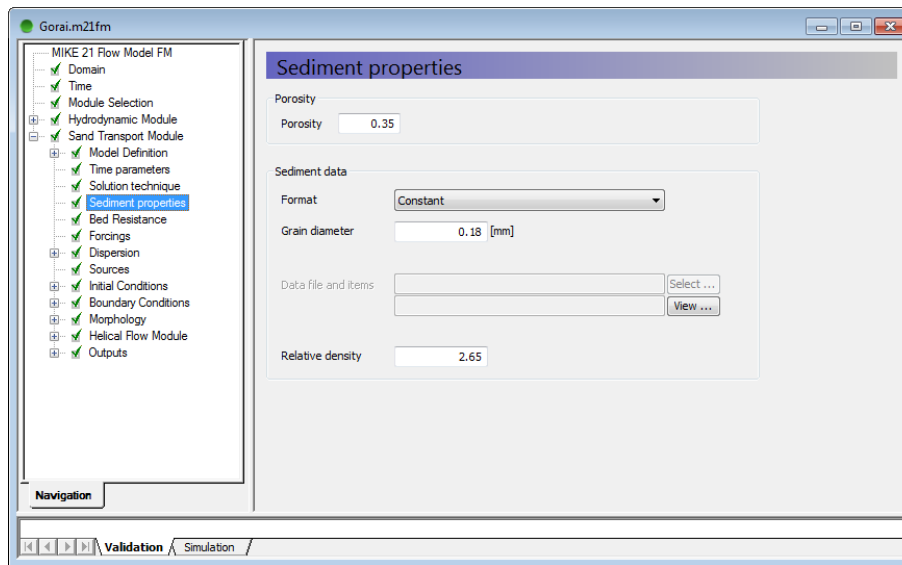 Gorai.m21fm
MIKE 21 Flow Model FM
Domain
Time
Module Selection
Hydrodynamic Module
Sand Transport Module
Model Definition
Time parameters
Solution technique
Sediment properties
Bed Resistance
Forcings
Dispersion
Sources
Initial Conditions
Boundary Conditions
Morphology
Helical Flow Module
Outputs
Navigation
Sediment properties
Porosity
Porosity 0.35
Sediment data
Format Constant
Grain diameter 0.18 [mm]
Data file and items Select ...
View ...
Relative density 2.65
Validation Simulation